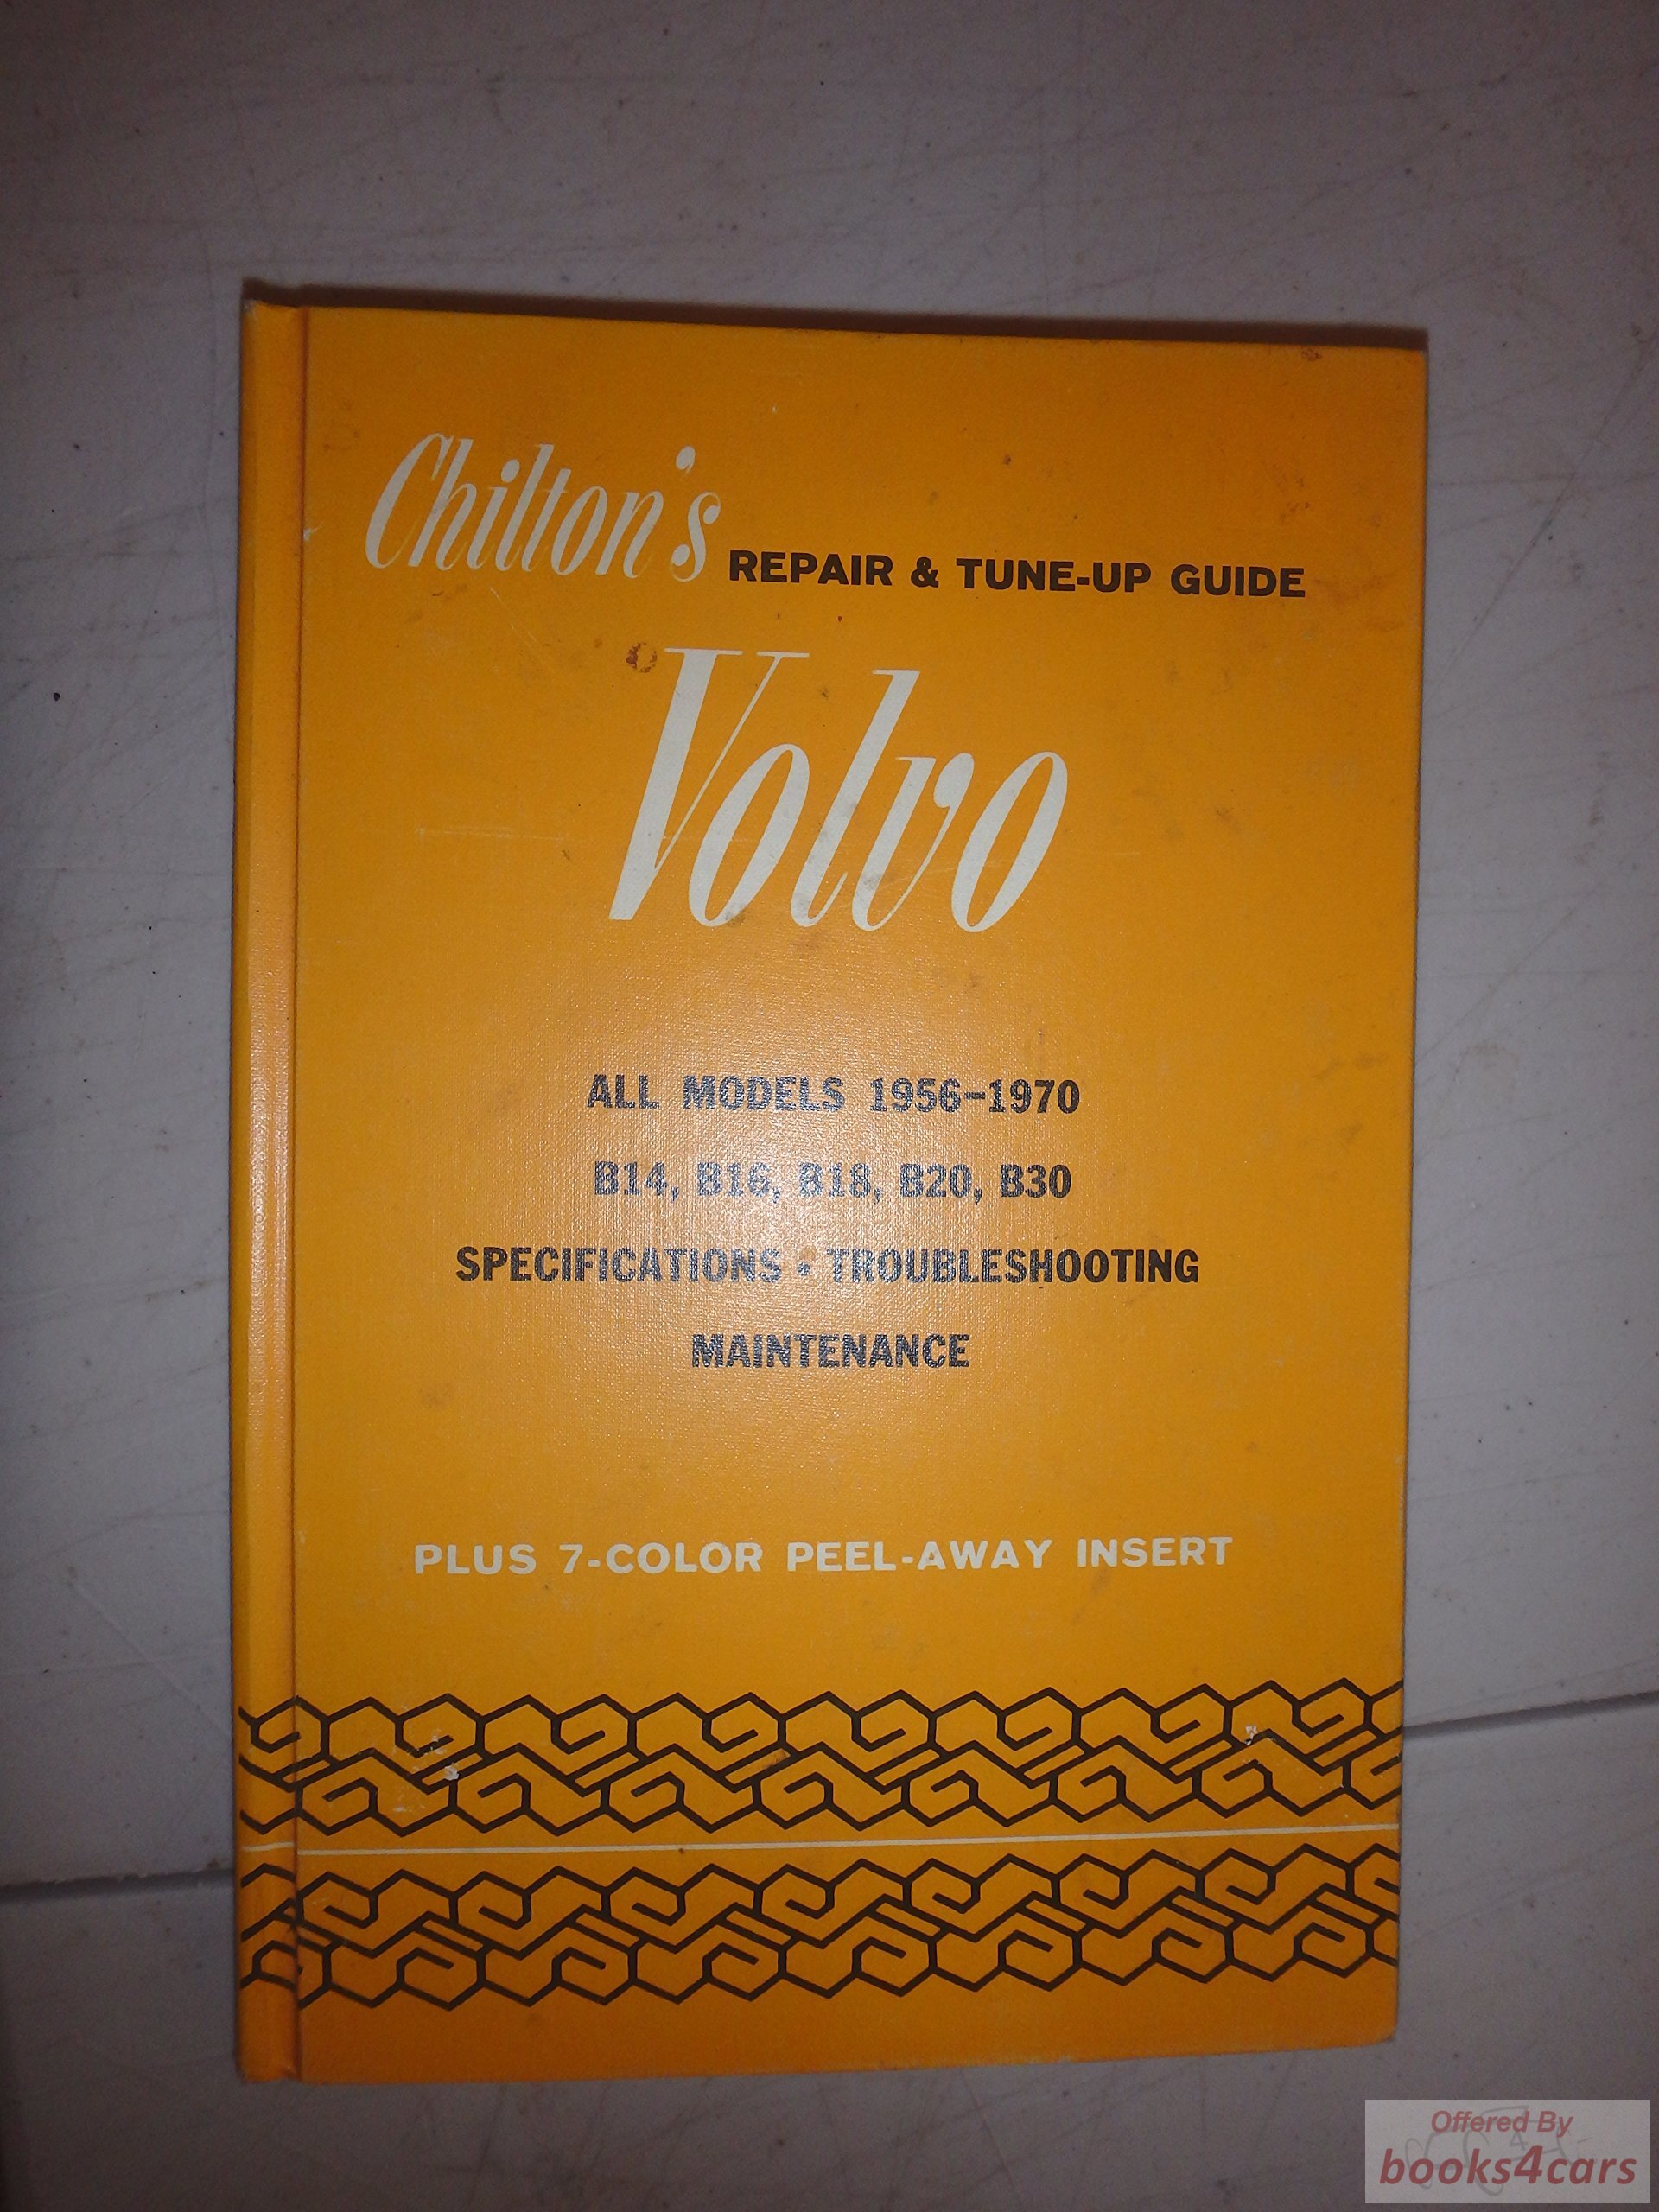 Chilton's REPAIR & TUNE-UP GUIDE
Volvo
ALL MODELS 1956-1970
B14, B16, B18, B20, B30
SPECIFICATIONS • TROUBLESHOOTING
MAINTENANCE
PLUS 7-COLOR PEEL-AWAY INSERT
Offered By
books4cars